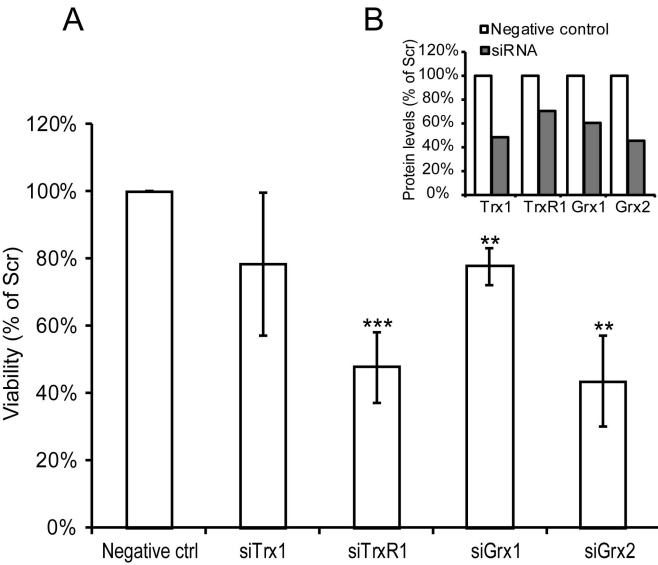 A
B
Negative control
siRNA
Protein levels (% of Scr)
120%
100%
80%
60%
40%
20%
0%
Trx1 TrxR1 Grx1 Grx2
Viability (% of Scr)
120%
100%
80%
60%
40%
20%
0%
***
**
**
Negative ctrl siTrx1 siTrxR1 siGrx1 siGrx2